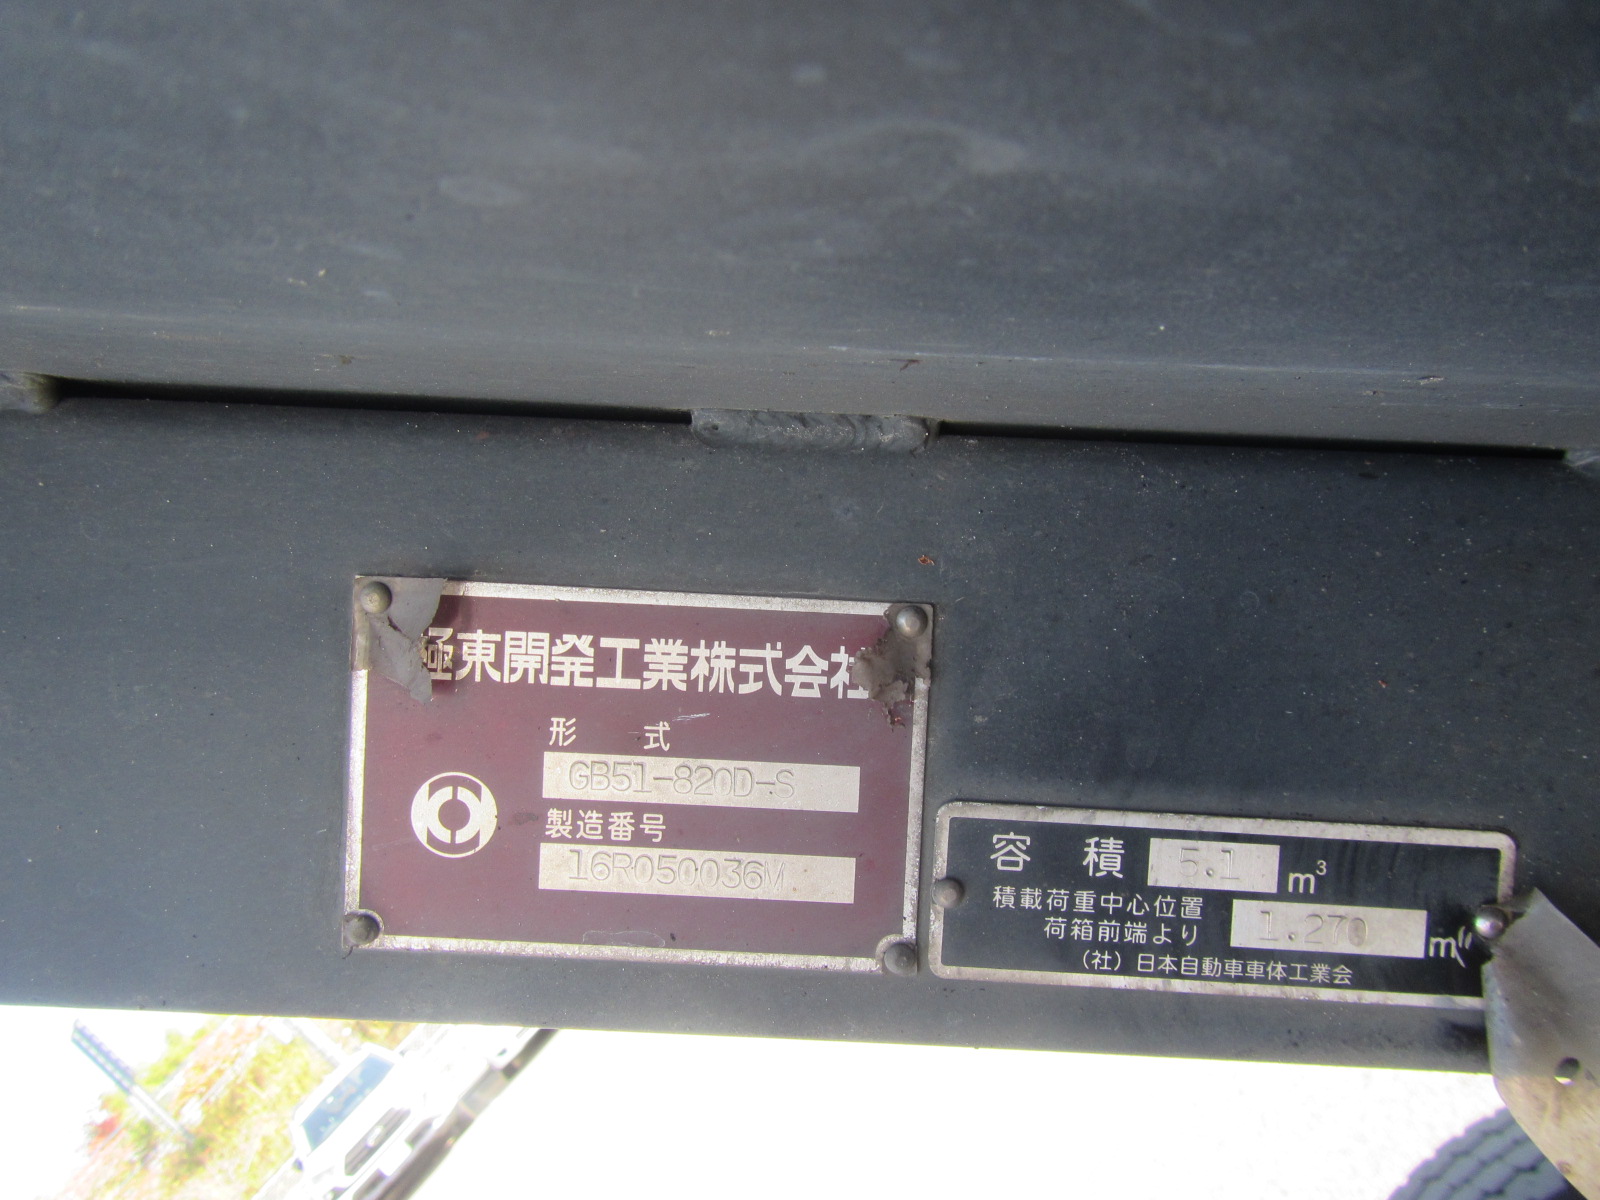 極東開発工業株式会社
形 式
GB51-820D-S
製造番号
16R050036M
容 積 5.1 m³
積載荷重中心位置
荷箱前端より 1.270 m
(社)日本自動車車体工業会